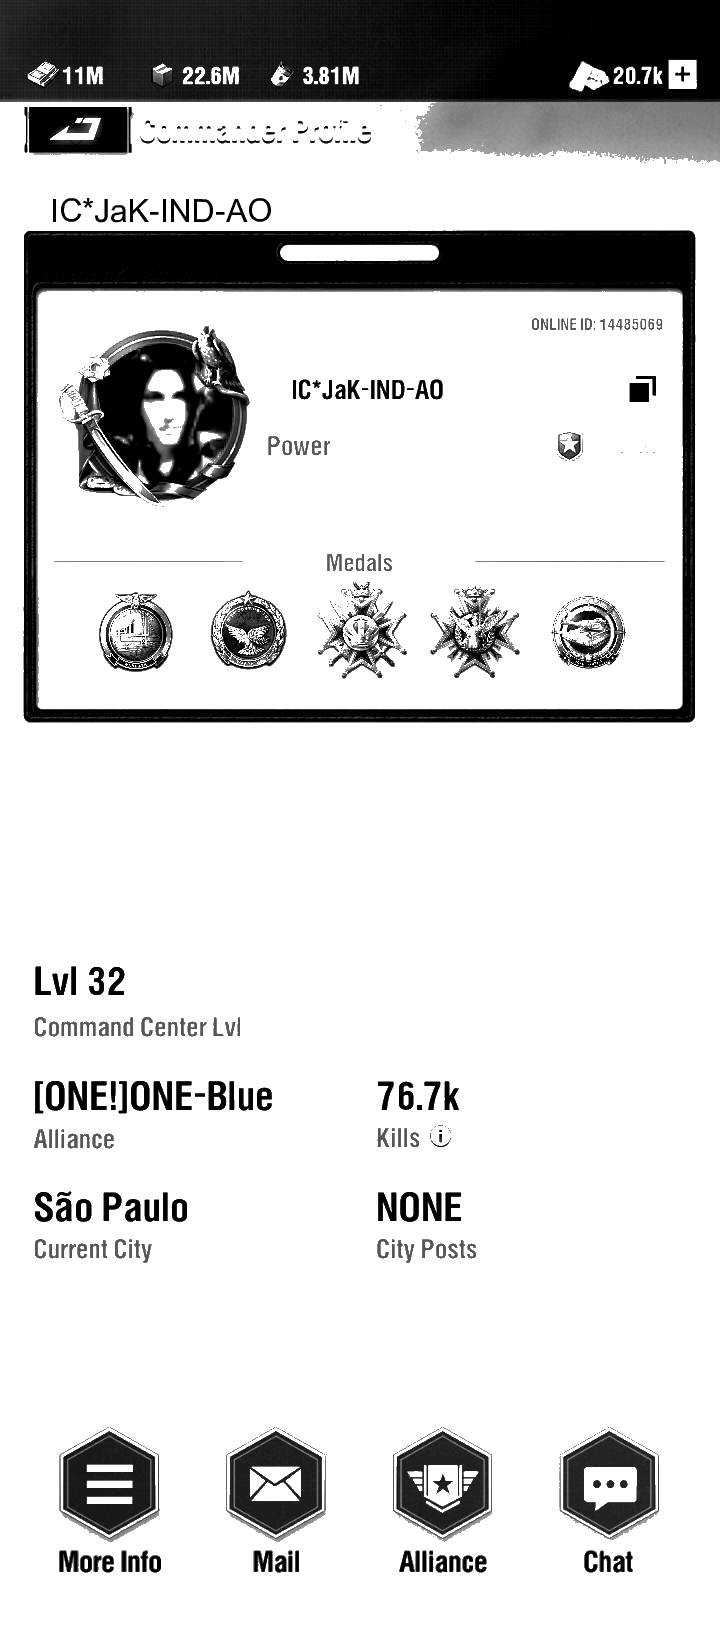 11M 22.6M 3.81M 20.7k
Commander Profile
IC*JaK-IND-AO
ONLINE ID: 14485069
IC*JaK-IND-AO
Power
Medals
Lvl 32
Command Center Lvl
[ONE!]ONE-Blue 76.7k
Alliance Kills
São Paulo NONE
Current City City Posts
More Info Mail Alliance Chat